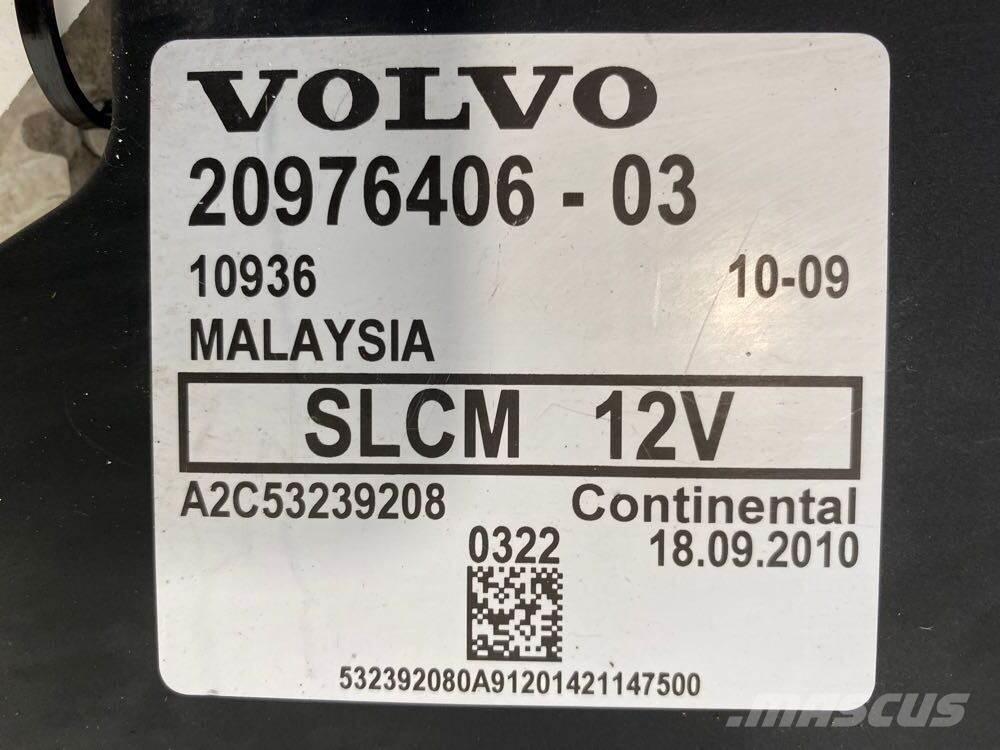 VOLVO
20976406 - 03
10936 10-09
MALAYSIA
SLCM 12V
A2C53239208 Continental
0322 18.09.2010
532392080A91201421147500
MASCUS